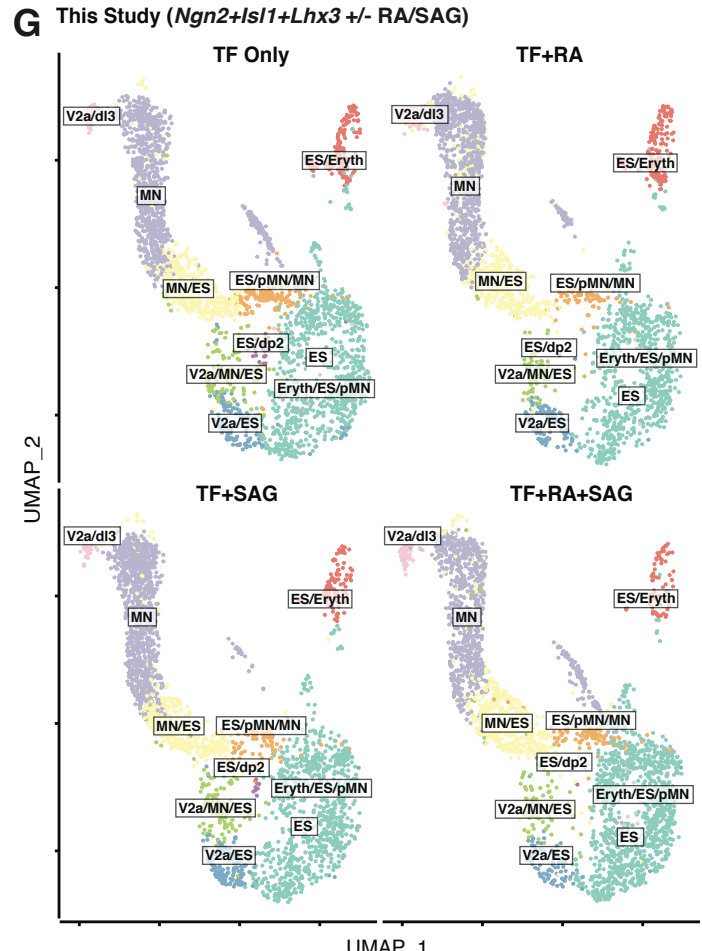 G This Study (Ngn2+Isl1+Lhx3 +/- RA/SAG)
TF Only
TF+RA
V2a/dl3
V2a/dl3
ES/Eryth
ES/Eryth
MN
MN
MN/ES
ES/pMN/MN
MN/ES
ES/pMN/MN
ES/dp2
ES/dp2
ES
Eryth/ES/pMN
V2a/MN/ES
V2a/MN/ES
Eryth/ES/pMN
ES
V2a/ES
V2a/ES
UMAP_2
TF+SAG
TF+RA+SAG
V2a/dl3
V2a/dl3
ES/Eryth
ES/Eryth
MN
MN
MN/ES
ES/pMN/MN
MN/ES
ES/pMN/MN
ES/dp2
ES/dp2
Eryth/ES/pMN
Eryth/ES/pMN
V2a/MN/ES
V2a/MN/ES
ES
ES
V2a/ES
V2a/ES
UMAP_1